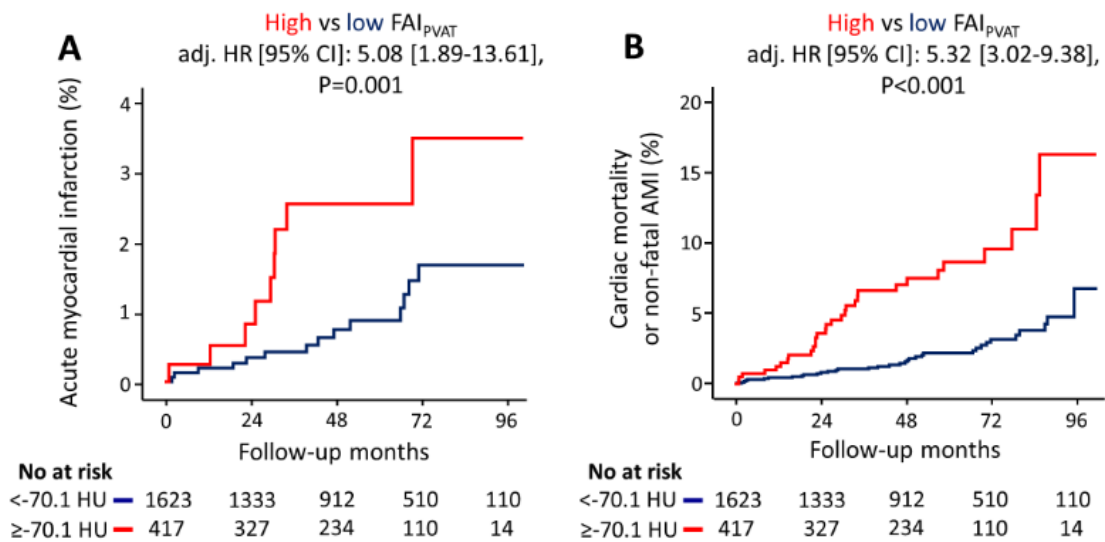 A
High vs low FAIPVAT
adj. HR [95% CI]: 5.08 [1.89-13.61],
P=0.001
Acute myocardial infarction (%)
4
3
2
1
0
0 24 48 72 96
Follow-up months
No at risk
<-70.1 HU 1623 1333 912 510 110
≥-70.1 HU 417 327 234 110 14
B
High vs low FAIPVAT
adj. HR [95% CI]: 5.32 [3.02-9.38],
P<0.001
Cardiac mortality
or non-fatal AMI (%)
20
15
10
5
0
0 24 48 72 96
Follow-up months
No at risk
<-70.1 HU 1623 1333 912 510 110
≥-70.1 HU 417 327 234 110 14